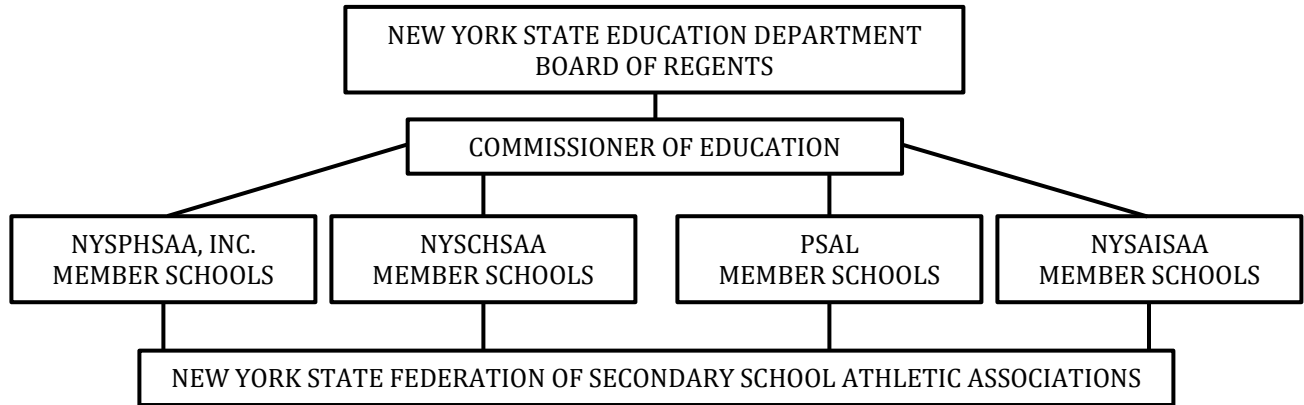 NEW YORK STATE EDUCATION DEPARTMENT
BOARD OF REGENTS
COMMISSIONER OF EDUCATION
NYSPHSAA, INC.
MEMBER SCHOOLS
NYSCHSAA
MEMBER SCHOOLS
PSAL
MEMBER SCHOOLS
NYSAISAA
MEMBER SCHOOLS
NEW YORK STATE FEDERATION OF SECONDARY SCHOOL ATHLETIC ASSOCIATIONS